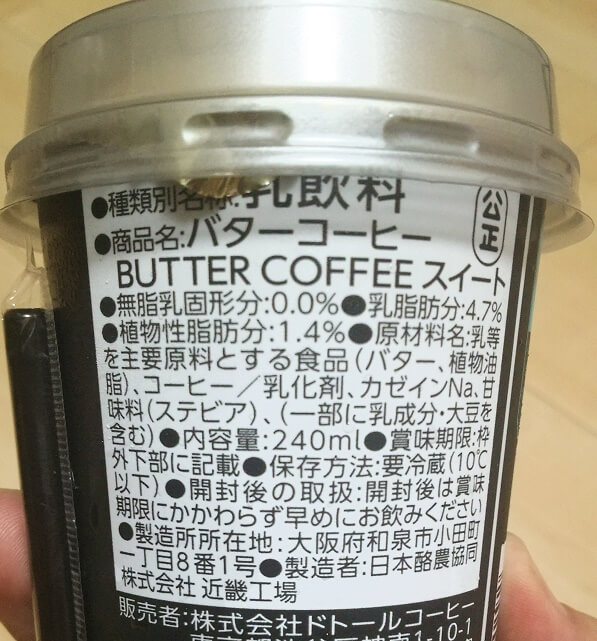 ●種類別名称:乳飲料
公正
●商品名:バターコーヒー
BUTTER COFFEE スイート
●無脂乳固形分:0.0%●乳脂肪分:4.7%
●植物性脂肪分:1.4%●原材料名:乳等
を主要原料とする食品(バター、植物油
脂)、コーヒー/乳化剤、カゼインNa、甘
味料(ステビア)、(一部に乳成分・大豆を
含む)●内容量:240ml●賞味期限:枠
外下部に記載●保存方法:要冷蔵(10℃
以下)●開封後の取扱:開封後は賞味
期限にかかわらず早めにお飲みください
●製造所所在地:大阪府和泉市小田町
一丁目8番1号●製造者:日本酪農協同
株式会社 近畿工場
販売者:株式会社ドトールコーヒー
東京都渋谷区神南1-10-1